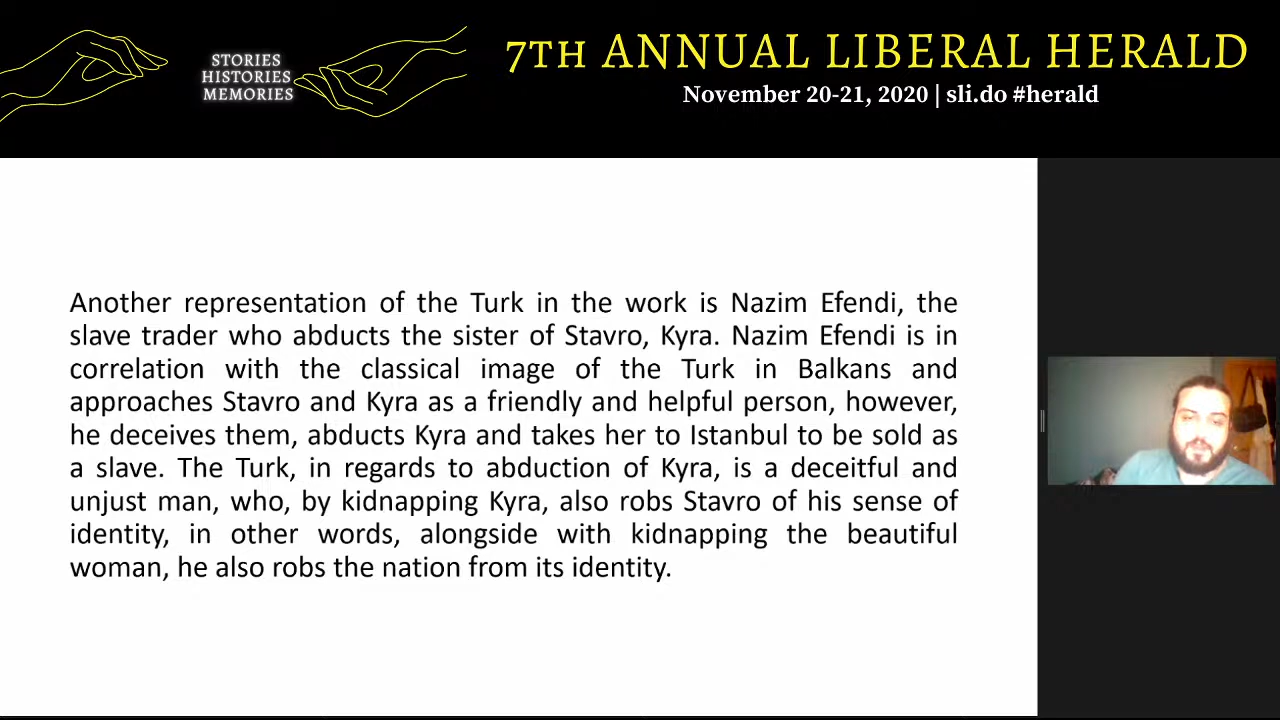 STORIES
HISTORIES
MEMORIES
7TH ANNUAL LIBERAL HERALD
November 20-21, 2020 | sli.do #herald
Another representation of the Turk in the work is Nazim Efendi, the
slave trader who abducts the sister of Stavro, Kyra. Nazim Efendi is in
correlation with the classical image of the Turk in Balkans and
approaches Stavro and Kyra as a friendly and helpful person, however,
he deceives them, abducts Kyra and takes her to Istanbul to be sold as
a slave. The Turk, in regards to abduction of Kyra, is a deceitful and
unjust man, who, by kidnapping Kyra, also robs Stavro of his sense of
identity, in other words, alongside with kidnapping the beautiful
woman, he also robs the nation from its identity.